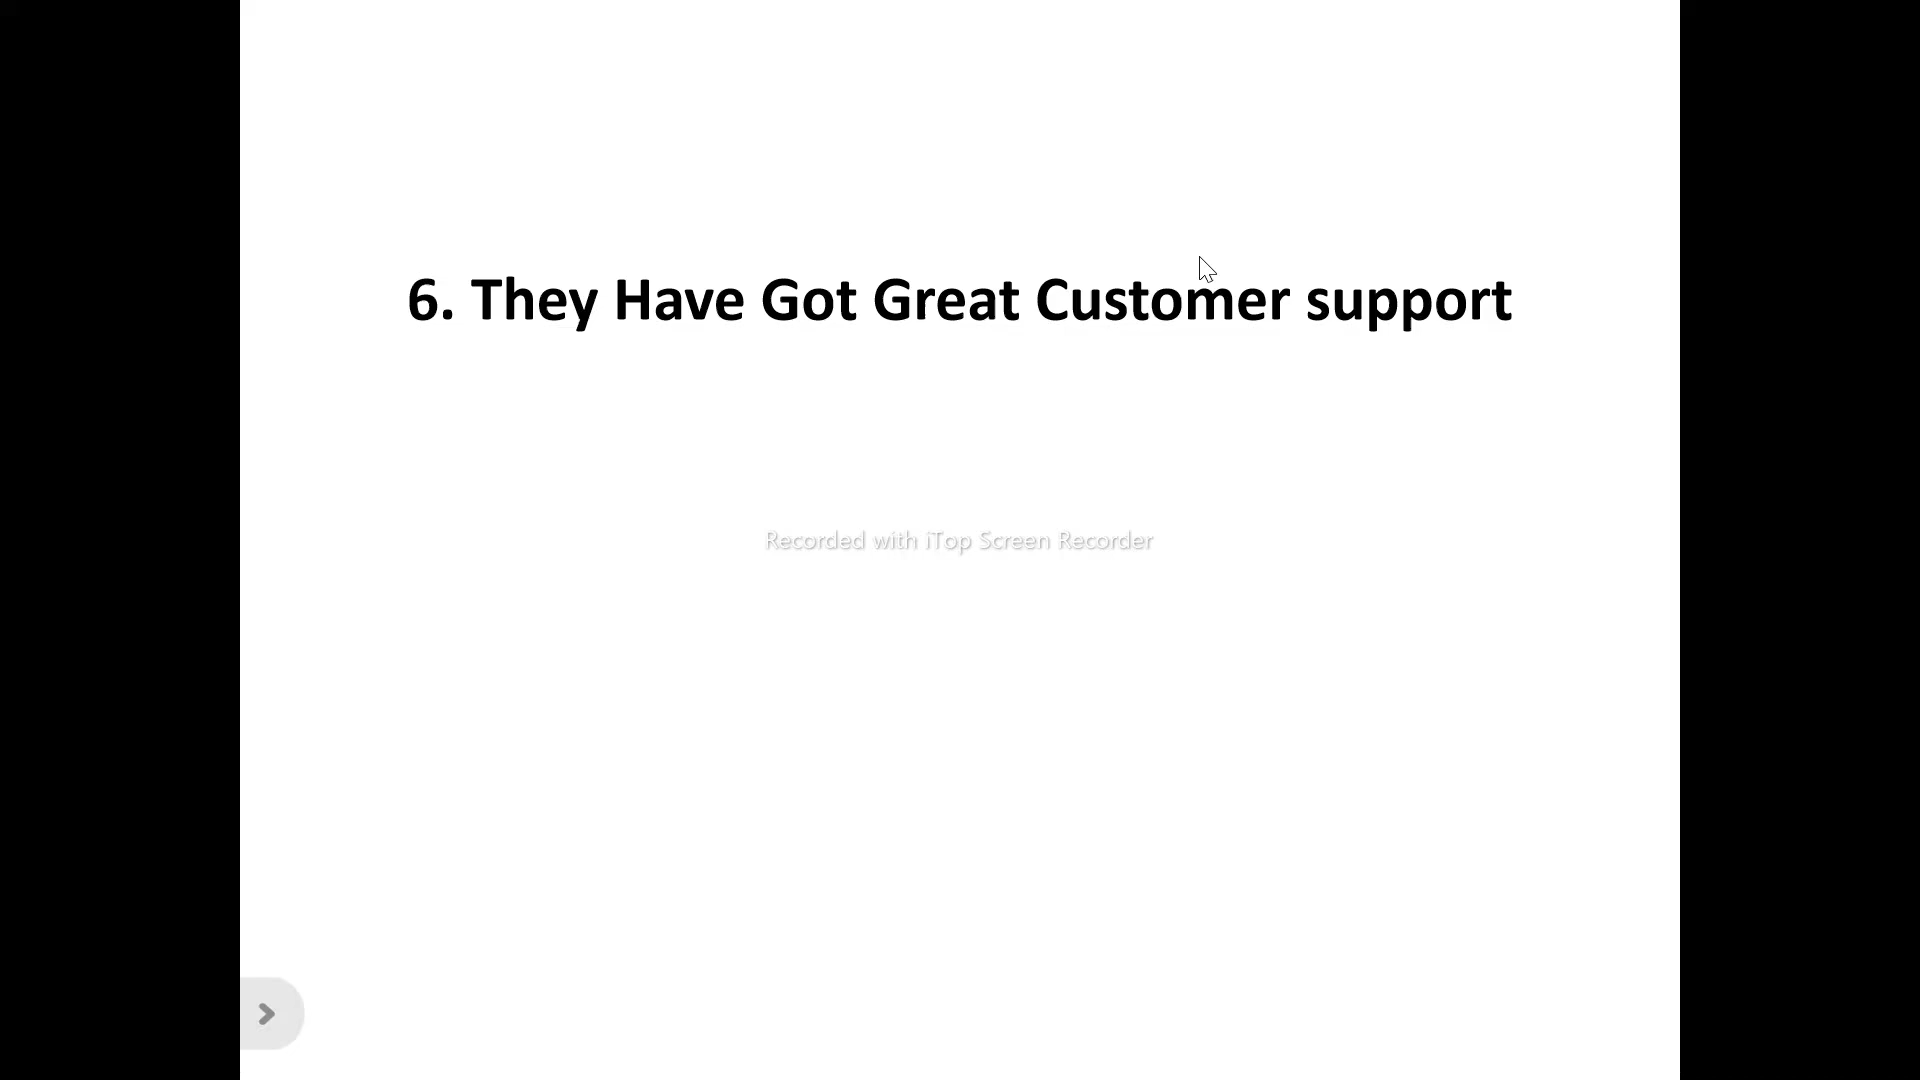 6. They Have Got Great Customer support
Recorded with iTop Screen Recorder